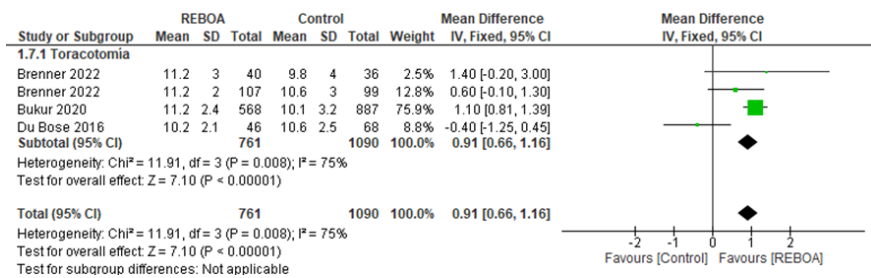 REBOA Control Mean Difference Mean Difference
Study or Subgroup Mean SD Total Mean SD Total Weight IV, Fixed, 95% CI IV, Fixed, 95% CI
1.7.1 Toracotomía
Brenner 2022 11.2 3 40 9.8 4 36 2.5% 1.40 [-0.20, 3.00]
Brenner 2022 11.2 2 107 10.6 3 99 12.8% 0.60 [-0.10, 1.30]
Bukur 2020 11.2 2.4 568 10.1 3.2 887 75.9% 1.10 [0.81, 1.39]
Du Bose 2016 10.2 2.1 46 10.6 2.5 68 8.8% -0.40 [-1.25, 0.45]
Subtotal (95% CI) 761 1090 100.0% 0.91 [0.66, 1.16]
Heterogeneity: Chi² = 11.91, df = 3 (P = 0.008); I² = 75%
Test for overall effect: Z = 7.10 (P < 0.00001)
Total (95% CI) 761 1090 100.0% 0.91 [0.66, 1.16]
Heterogeneity: Chi² = 11.91, df = 3 (P = 0.008); I² = 75%
Test for overall effect: Z = 7.10 (P < 0.00001)
Test for subgroup differences: Not applicable
-2 -1 0 1 2
Favours [Control] Favours [REBOA]